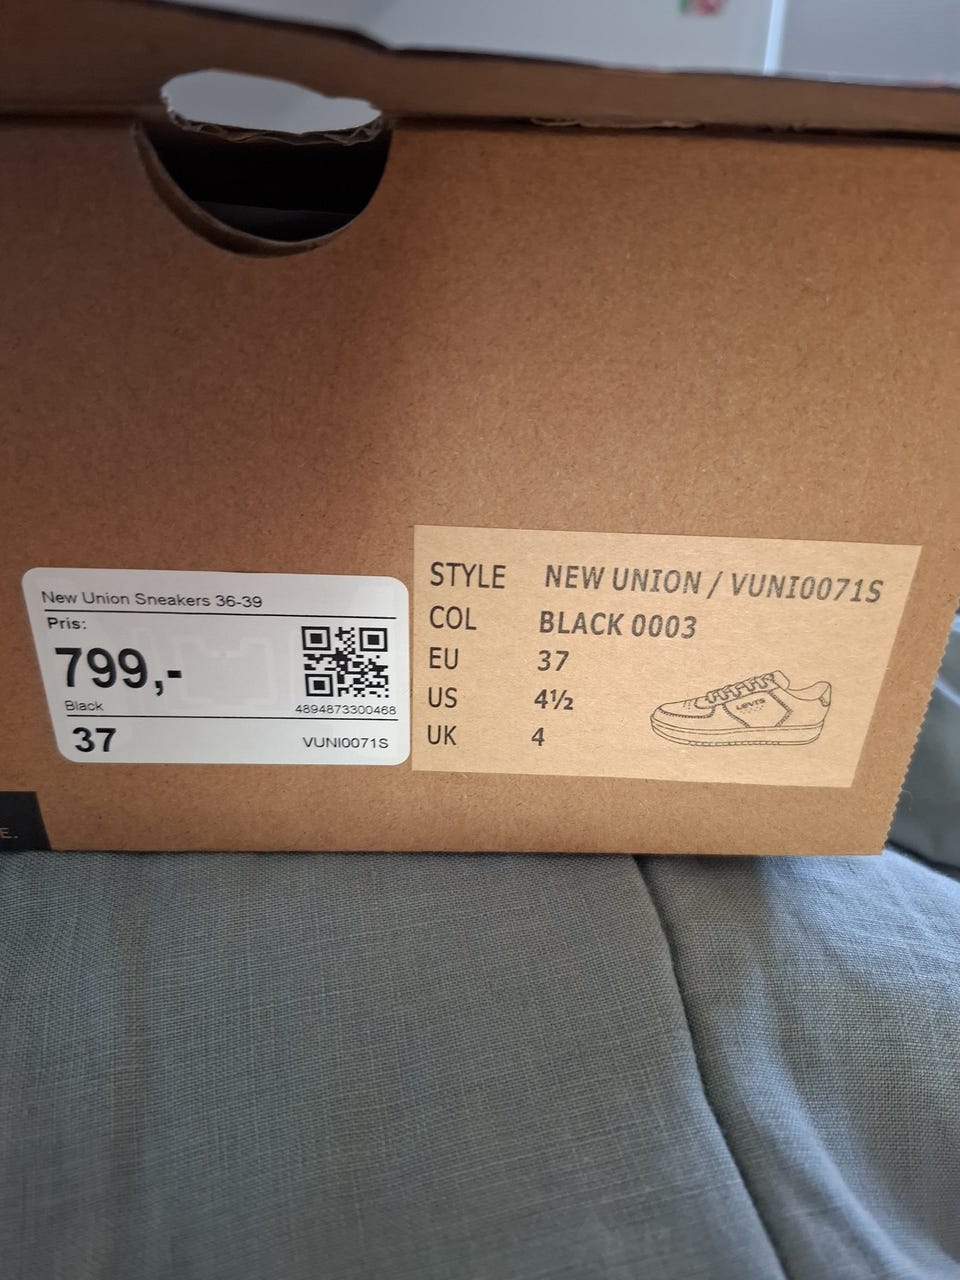 New Union Sneakers 36-39
Pris:
799,-
Black
4894873300468
37
VUNI0071S
STYLE NEW UNION / VUNI0071S
COL BLACK 0003
EU 37
US 4½
UK 4
LEVI'S
E.